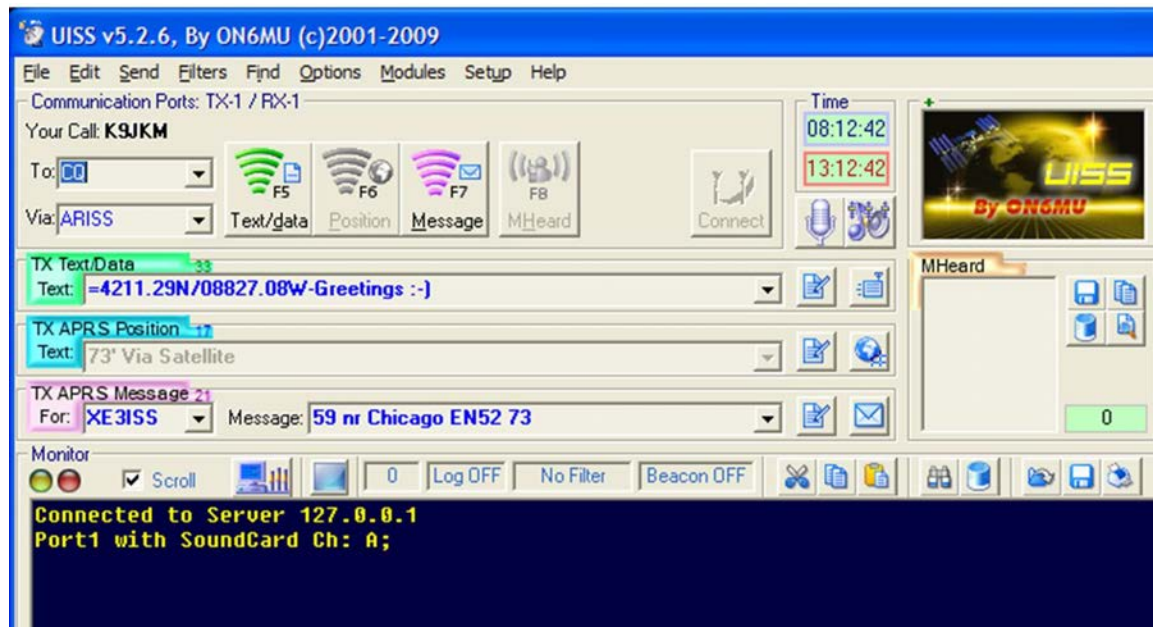 UISS v5.2.6, By ON6MU (c)2001-2009
File Edit Send Filters Find Options Modules Setup Help
Communication Ports: TX-1 / RX-1
Your Call: K9JKM
To: CQ
Via: ARISS
F5
Text/data
F6
Position
F7
Message
F8
MHeard
Connect
Time
08:12:42
13:12:42
+
UISS
By ON6MU
TX Text/Data 33
Text: =4211.29N/08827.08W-Greetings :-)
TX APRS Position 17
Text: 73' Via Satellite
TX APRS Message 21
For: XE3ISS Message: 59 nr Chicago EN52 73
MHeard
0
Monitor
Scroll 0 Log OFF No Filter Beacon OFF
Connected to Server 127.0.0.1
Port1 with SoundCard Ch: A;